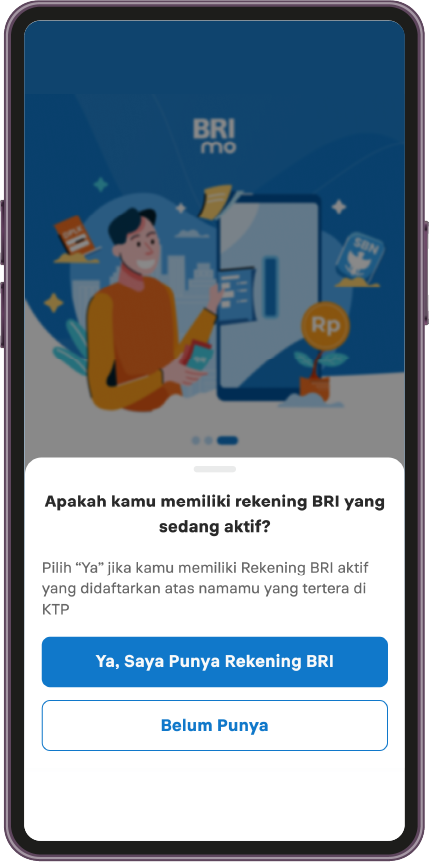 BRI
mo
DPLK
SBN
Rp
Apakah kamu memiliki rekening BRI yang
sedang aktif?
Pilih “Ya” jika kamu memiliki Rekening BRI aktif
yang didaftarkan atas namamu yang tertera di
KTP
Ya, Saya Punya Rekening BRI
Belum Punya